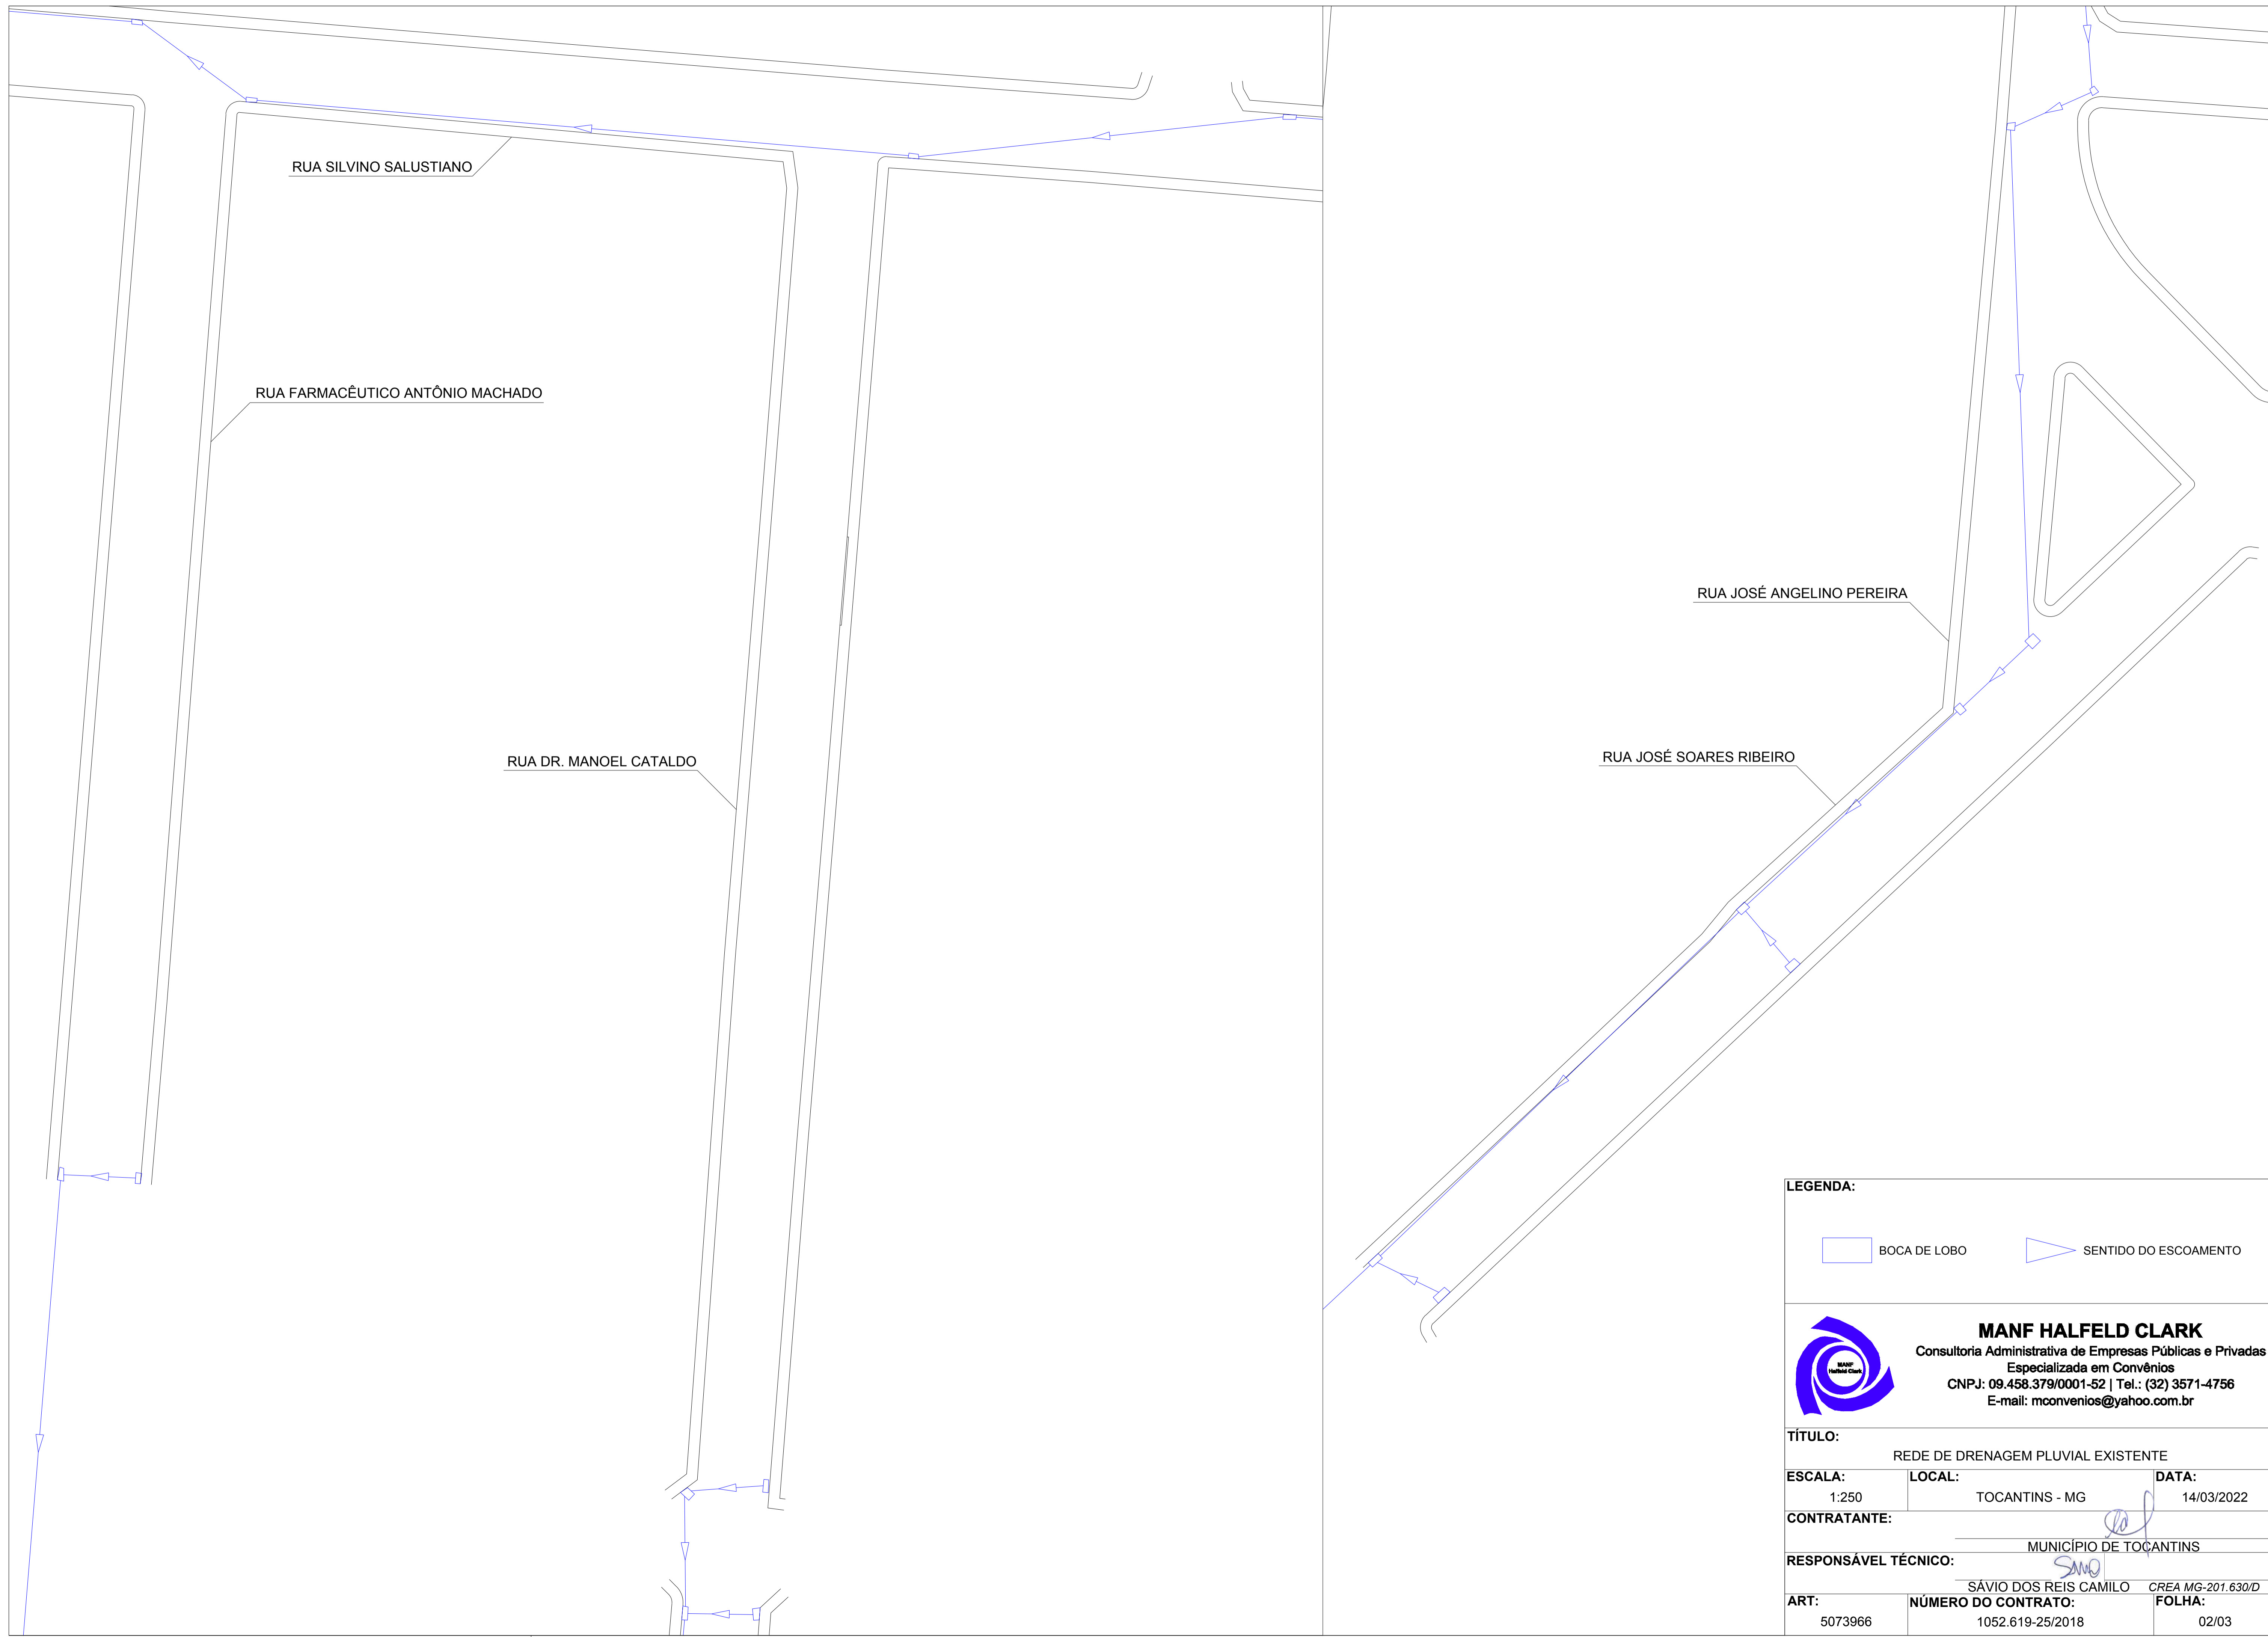 RUA SILVINO SALUSTIANO
RUA FARMACÊUTICO ANTÔNIO MACHADO
RUA DR. MANOEL CATALDO
RUA JOSÉ ANGELINO PEREIRA
RUA JOSÉ SOARES RIBEIRO
LEGENDA:
BOCA DE LOBO
SENTIDO DO ESCOAMENTO
MANF
Halfeld Clark
MANF HALFELD CLARK
Consultoria Administrativa de Empresas Públicas e Privadas
Especializada em Convênios
CNPJ: 09.458.379/0001-52 | Tel.: (32) 3571-4756
E-mail: mconvenios@yahoo.com.br
TÍTULO:
REDE DE DRENAGEM PLUVIAL EXISTENTE
ESCALA:
1:250
LOCAL:
TOCANTINS - MG
DATA:
14/03/2022
CONTRATANTE:
MUNICÍPIO DE TOCANTINS
RESPONSÁVEL TÉCNICO:
SÁVIO DOS REIS CAMILO CREA MG-201.630/D
ART:
5073966
NÚMERO DO CONTRATO:
1052.619-25/2018
FOLHA:
02/03